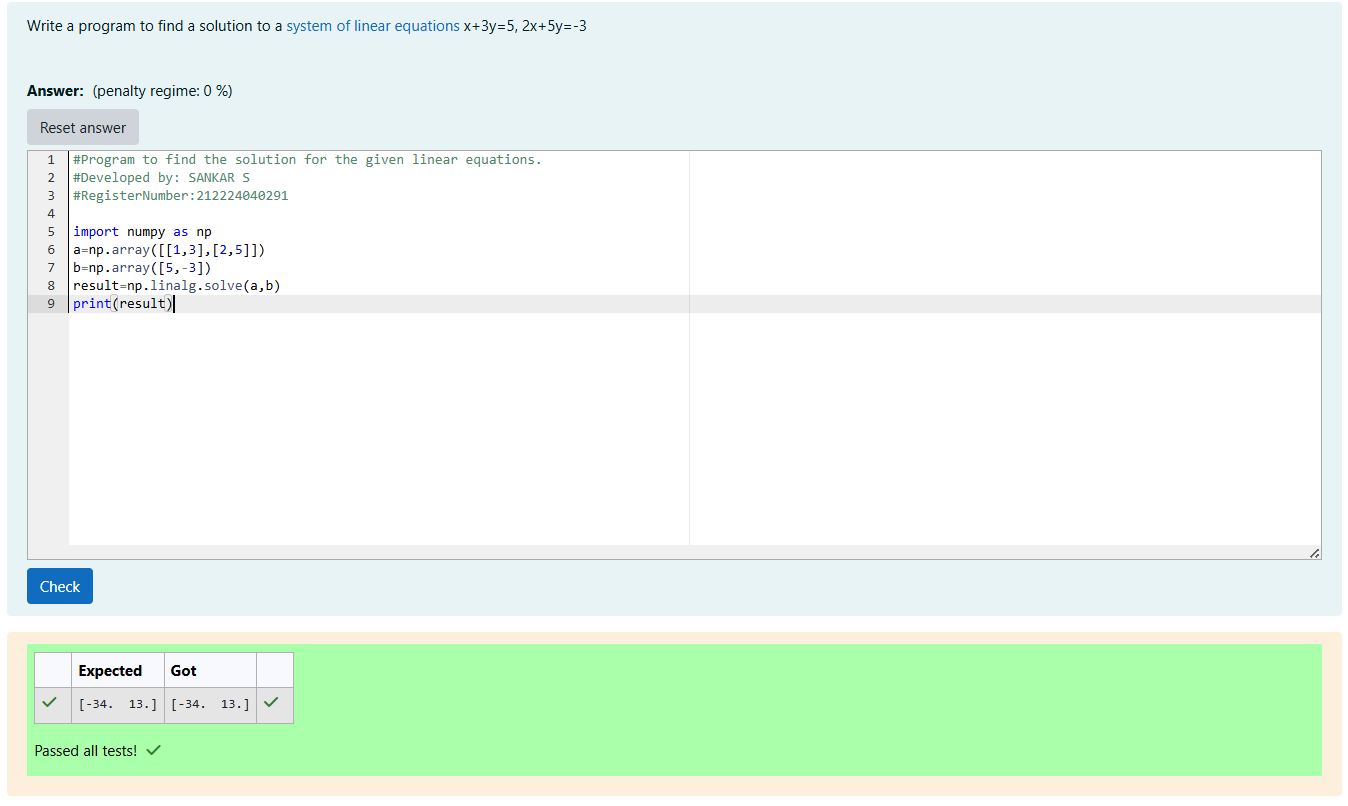 Write a program to find a solution to a system of linear equations x+3y=5, 2x+5y=-3
Answer: (penalty regime: 0 %)
Reset answer
1 #Program to find the solution for the given linear equations.
2 #Developed by: SANKAR S
3 #RegisterNumber:212224040291
4
5 import numpy as np
6 a=np.array([[1,3],[2,5]])
7 b=np.array([5,-3])
8 result=np.linalg.solve(a,b)
9 print(result)
Check
Expected Got
[-34.  13.] [-34.  13.]
Passed all tests!